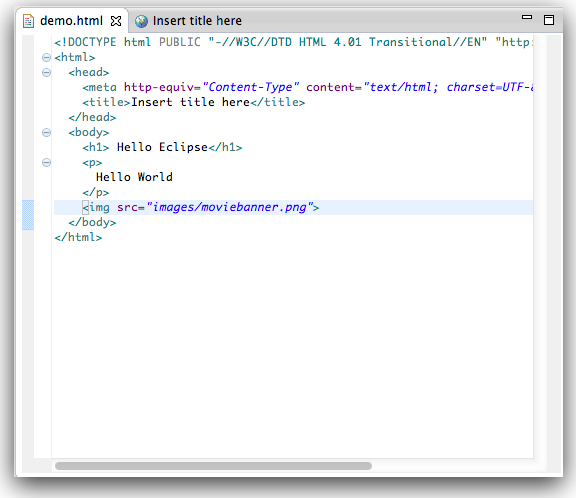 demo.html
Insert title here
<!DOCTYPE html PUBLIC "-//W3C//DTD HTML 4.01 Transitional//EN" "http:
<html>
<head>
<meta http-equiv="Content-Type" content="text/html; charset=UTF-8
<title>Insert title here</title>
</head>
<body>
<h1> Hello Eclipse</h1>
<p>
Hello World
</p>
<img src="images/moviebanner.png">
</body>
</html>